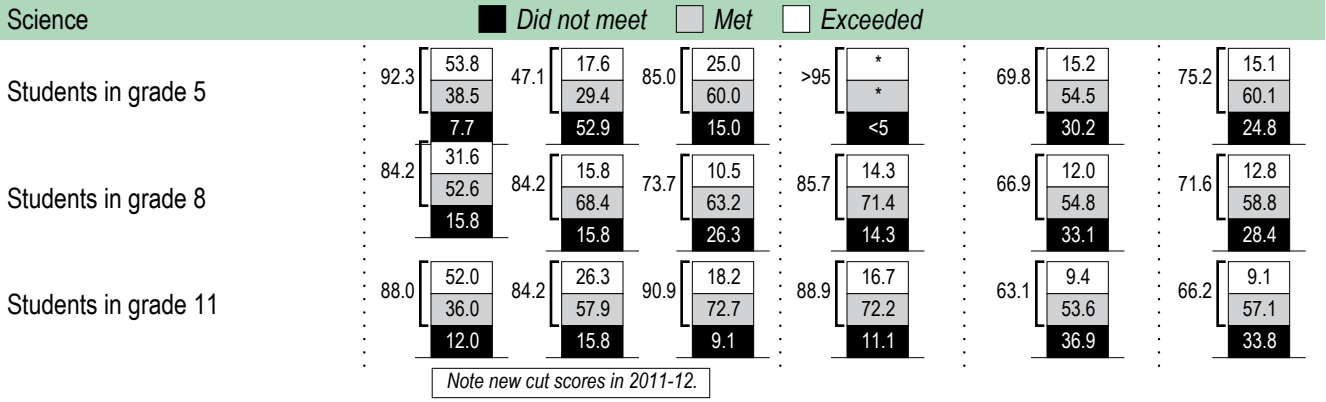 Science Did not meet Met Exceeded
53.8 17.6 25.0 * 15.2 15.1
92.3 47.1 85.0 >95 69.8 75.2
Students in grade 5 38.5 29.4 60.0 * 54.5 60.1
7.7 52.9 15.0 <5 30.2 24.8
31.6 15.8 10.5 14.3 12.0 12.8
84.2 84.2 73.7 85.7 66.9 71.6
Students in grade 8 52.6 68.4 63.2 71.4 54.8 58.8
15.8 15.8 26.3 14.3 33.1 28.4
52.0 26.3 18.2 16.7 9.4 9.1
88.0 84.2 90.9 88.9 63.1 66.2
Students in grade 11 36.0 57.9 72.7 72.2 53.6 57.1
12.0 15.8 9.1 11.1 36.9 33.8
Note new cut scores in 2011-12.